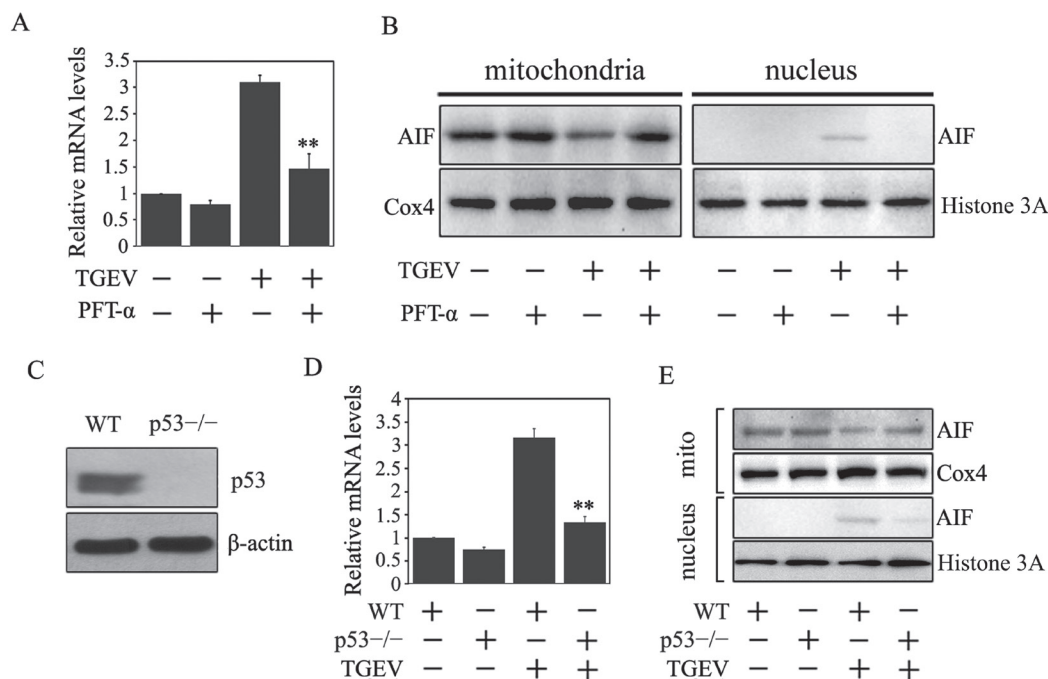 A
Relative mRNA levels
3.5
3
2.5
2
1.5
1
0.5
0
**
TGEV − − + +
PFT-α − + − +
B
mitochondria nucleus
AIF AIF
Cox4 Histone 3A
TGEV − − + + − − + +
PFT-α − + − + − + − +
C
WT p53−/−
p53
β-actin
D
Relative mRNA levels
4
3.5
3
2.5
2
1.5
1
0.5
0
**
WT + − + −
p53−/− − + − +
TGEV − − + +
E
mito
AIF
Cox4
nucleus
AIF
Histone 3A
WT + − + −
p53−/− − + − +
TGEV − − + +